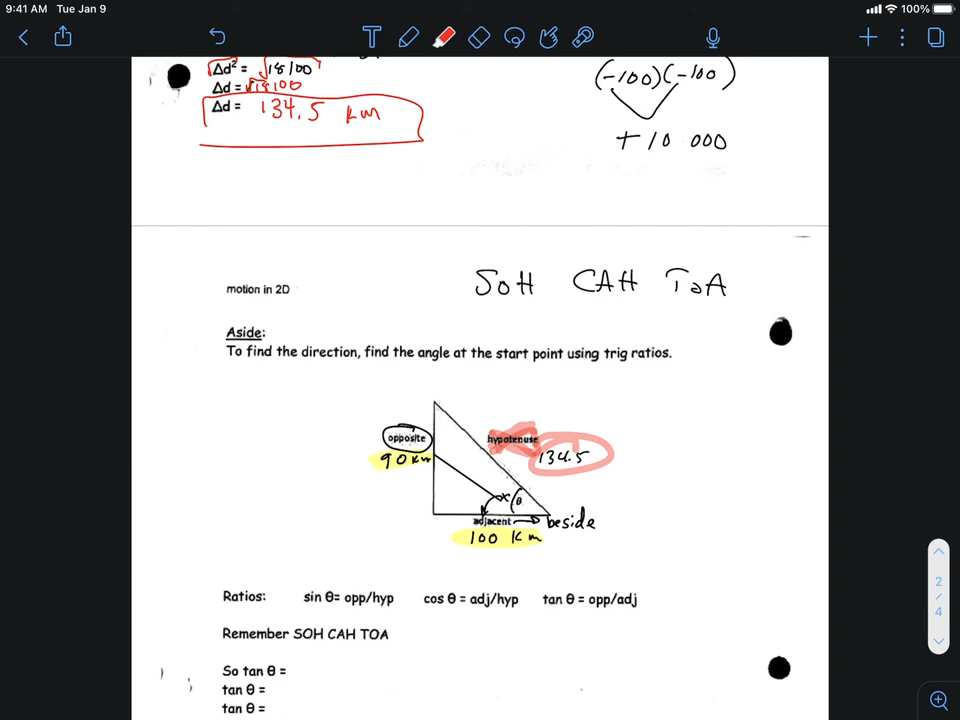 9:41 AM Tue Jan 9
100%
T
Δd² = 18100
Δd = √18100
Δd = 134.5 km
(-100)(-100)
+10 000
motion in 2D
SOH CAH TOA
Aside:
To find the direction, find the angle at the start point using trig ratios.
opposite
90 km
hypotenuse
134.5
θ
adjacent → beside
100 km
Ratios: sin θ= opp/hyp cos θ = adj/hyp tan θ = opp/adj
Remember SOH CAH TOA
So tan θ =
tan θ =
tan θ =
2
/
4